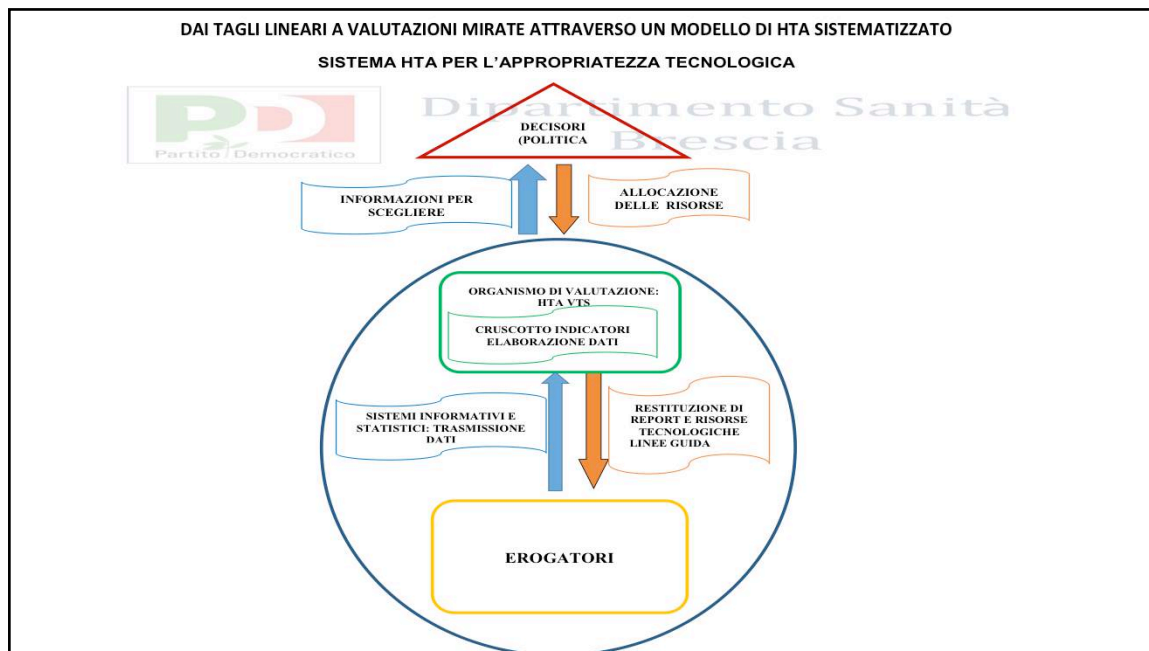 DAI TAGLI LINEARI A VALUTAZIONI MIRATE ATTRAVERSO UN MODELLO DI HTA SISTEMATIZZATO
SISTEMA HTA PER L'APPROPRIATEZZA TECNOLOGICA
PD
Partito Democratico
Dipartimento Sanità
Brescia
DECISORI
(POLITICA
INFORMAZIONI PER
SCEGLIERE
ALLOCAZIONE
DELLE RISORSE
ORGANISMO DI VALUTAZIONE:
HTA VTS
CRUSCOTTO INDICATORI
ELABORAZIONE DATI
SISTEMI INFORMATIVI E
STATISTICI: TRASMISSIONE
DATI
RESTITUZIONE DI
REPORT E RISORSE
TECNOLOGICHE
LINEE GUIDA
EROGATORI